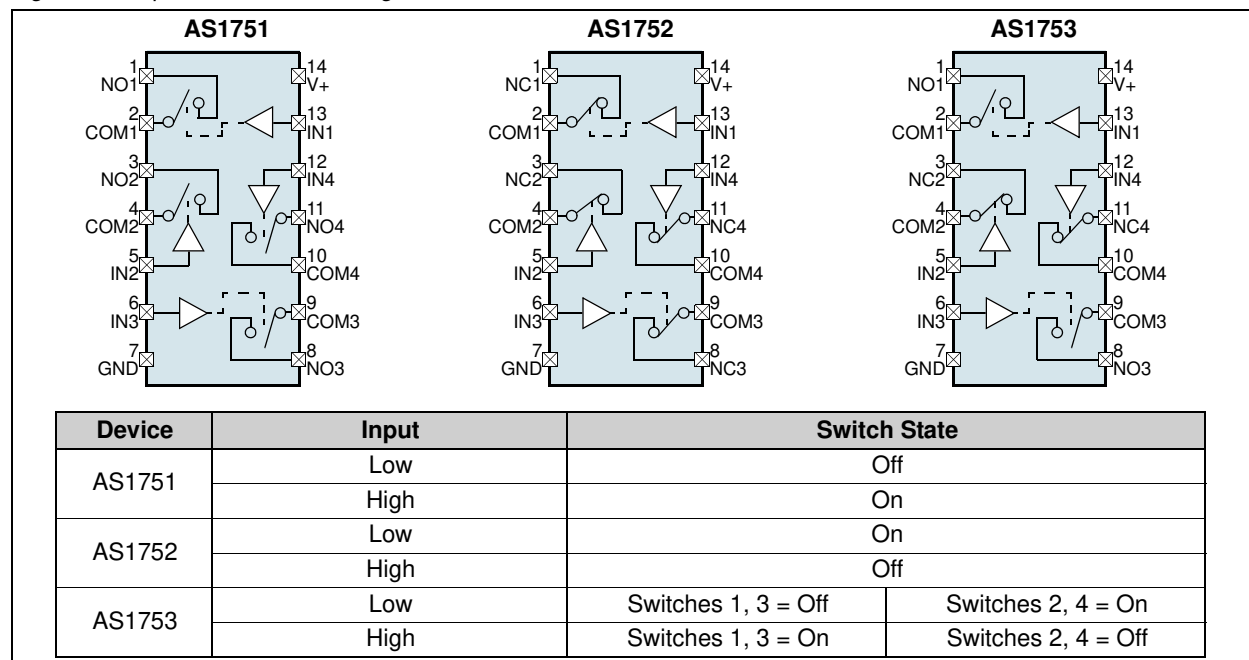 AS1751
1
NO1
14
V+
2
COM1
13
IN1
3
NO2
12
IN4
4
COM2
11
NO4
5
IN2
10
COM4
6
IN3
9
COM3
7
GND
8
NO3
AS1752
1
NC1
14
V+
2
COM1
13
IN1
3
NC2
12
IN4
4
COM2
11
NC4
5
IN2
10
COM4
6
IN3
9
COM3
7
GND
8
NC3
AS1753
1
NO1
14
V+
2
COM1
13
IN1
3
NC2
12
IN4
4
COM2
11
NC4
5
IN2
10
COM4
6
IN3
9
COM3
7
GND
8
NO3
Device Input Switch State
AS1751 Low Off
High On
AS1752 Low On
High Off
AS1753 Low Switches 1, 3 = Off Switches 2, 4 = On
High Switches 1, 3 = On Switches 2, 4 = Off